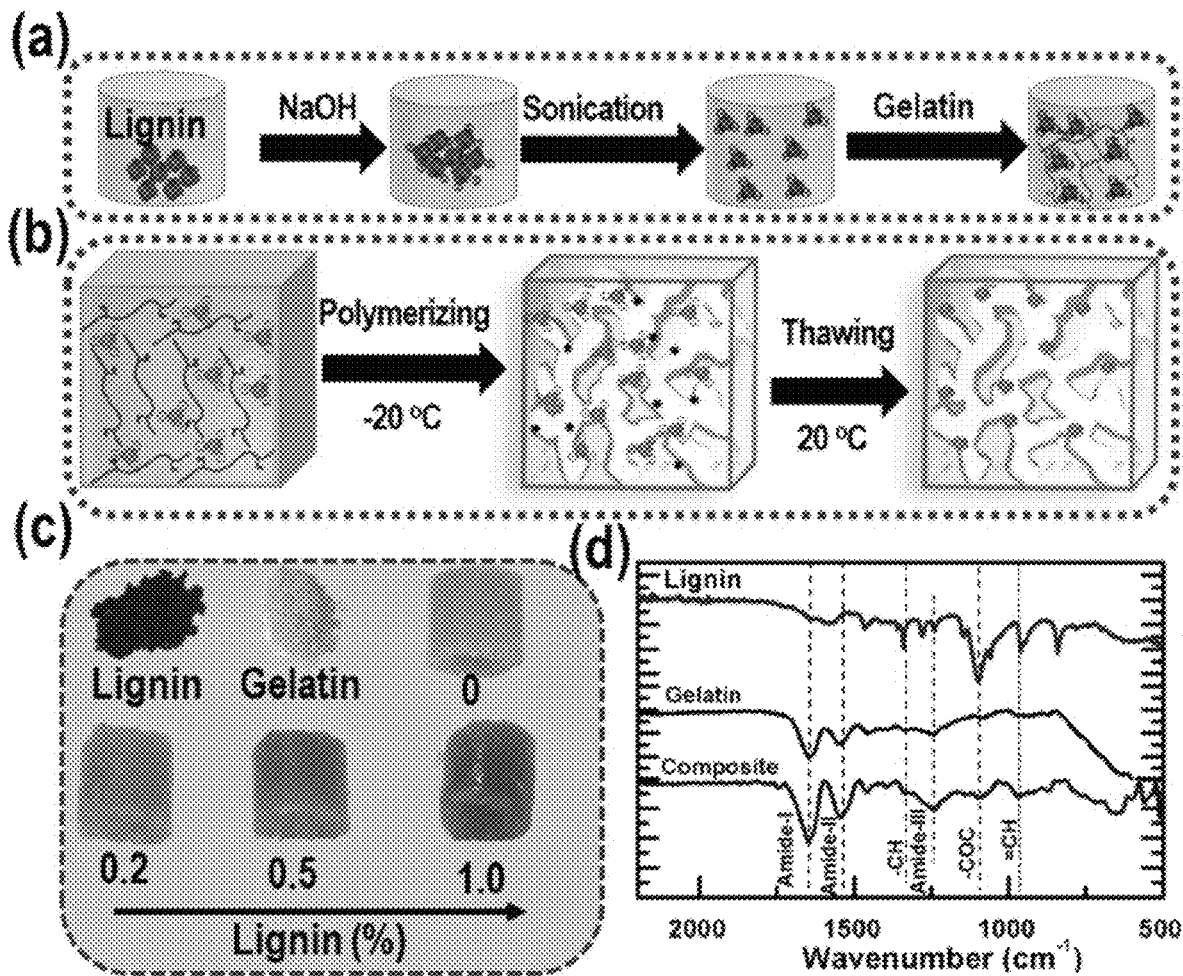 (a)
Lignin
NaOH
Sonication
Gelatin
(b)
Polymerizing
-20 °C
Thawing
20 °C
(c)
Lignin
Gelatin
0
0.2
0.5
1.0
Lignin (%)
(d)
Lignin
Gelatin
Composite
Amide-I
Amide-II
-CH
Amide-III
-COC
=CH
2000
1500
1000
500
Wavenumber (cm⁻¹)